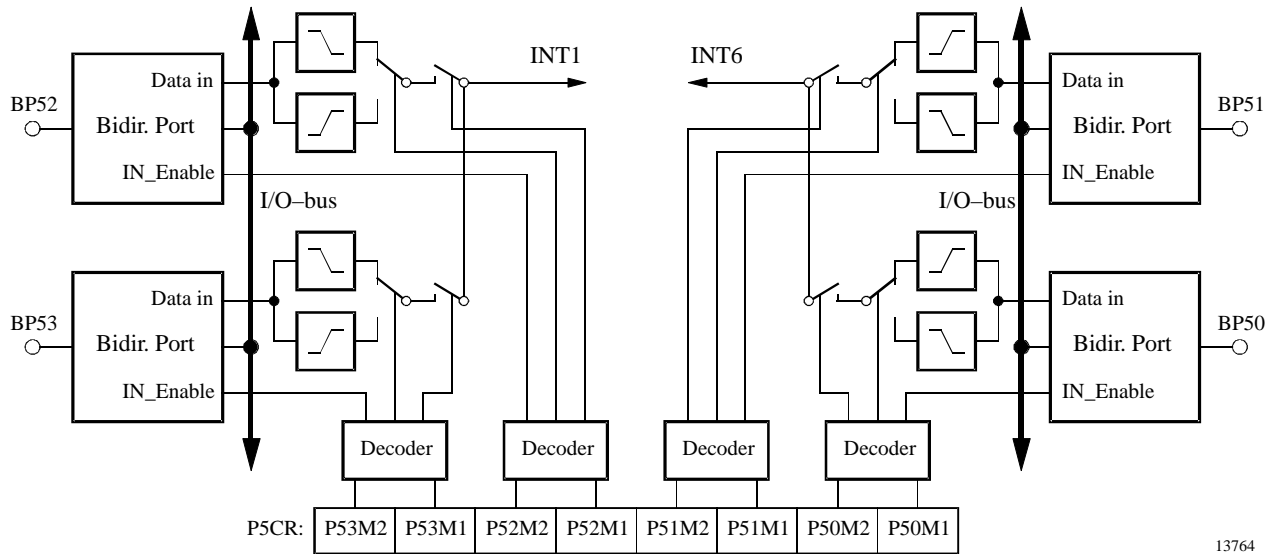 INT1 INT6
Data in Data in
BP52 BP51
Bidir. Port Bidir. Port
IN_Enable IN_Enable
I/O–bus I/O–bus
Data in Data in
BP53 BP50
Bidir. Port Bidir. Port
IN_Enable IN_Enable
Decoder Decoder Decoder Decoder
P5CR: P53M2 P53M1 P52M2 P52M1 P51M2 P51M1 P50M2 P50M1
13764